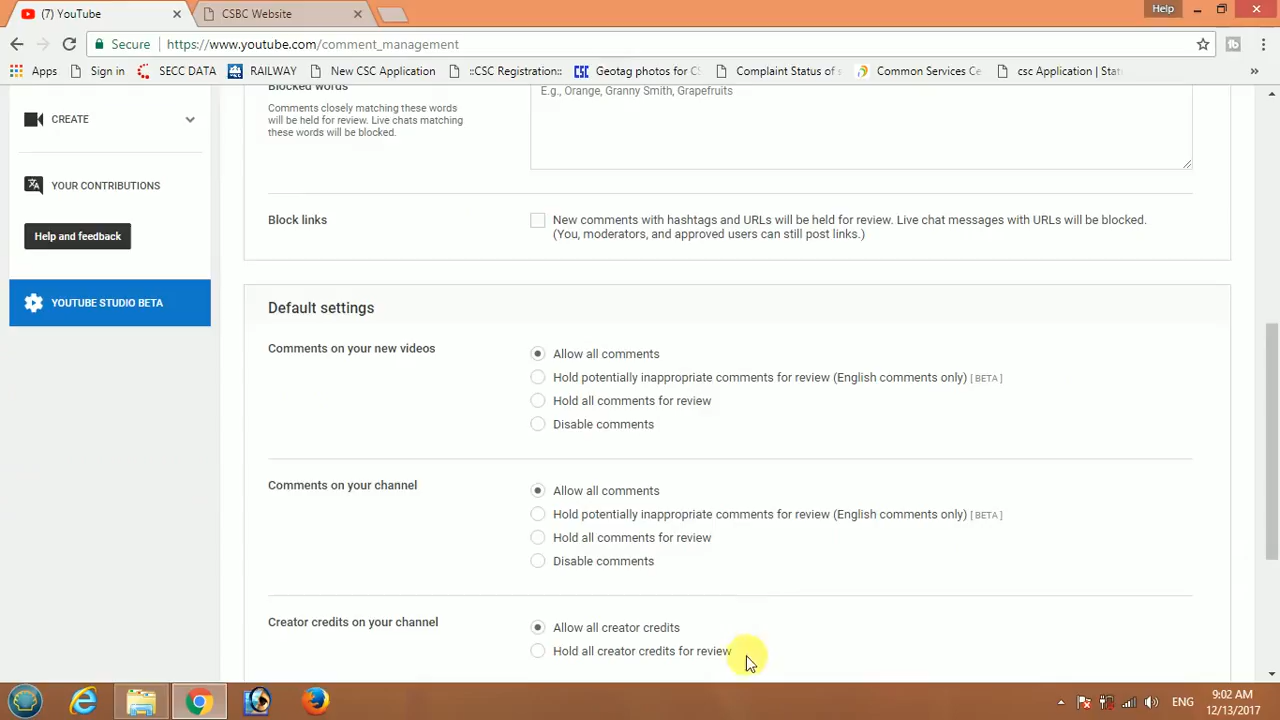 (7) YouTube
CSBC Website
Help
Secure https://www.youtube.com/comment_management
Apps Sign in SECC DATA RAILWAY New CSC Application ::CSC Registration:: CSC Geotag photos for C Complaint Status of Common Services Ce csc Application | Stat »
Blocked words
E.g., Orange, Granny Smith, Grapefruits
Comments closely matching these words
will be held for review. Live chats matching
these words will be blocked.
CREATE
YOUR CONTRIBUTIONS
Help and feedback
YOUTUBE STUDIO BETA
Block links
New comments with hashtags and URLs will be held for review. Live chat messages with URLs will be blocked.
(You, moderators, and approved users can still post links.)
Default settings
Comments on your new videos
Allow all comments
Hold potentially inappropriate comments for review (English comments only) [ BETA ]
Hold all comments for review
Disable comments
Comments on your channel
Allow all comments
Hold potentially inappropriate comments for review (English comments only) [ BETA ]
Hold all comments for review
Disable comments
Creator credits on your channel
Allow all creator credits
Hold all creator credits for review
ENG
9:02 AM
12/13/2017